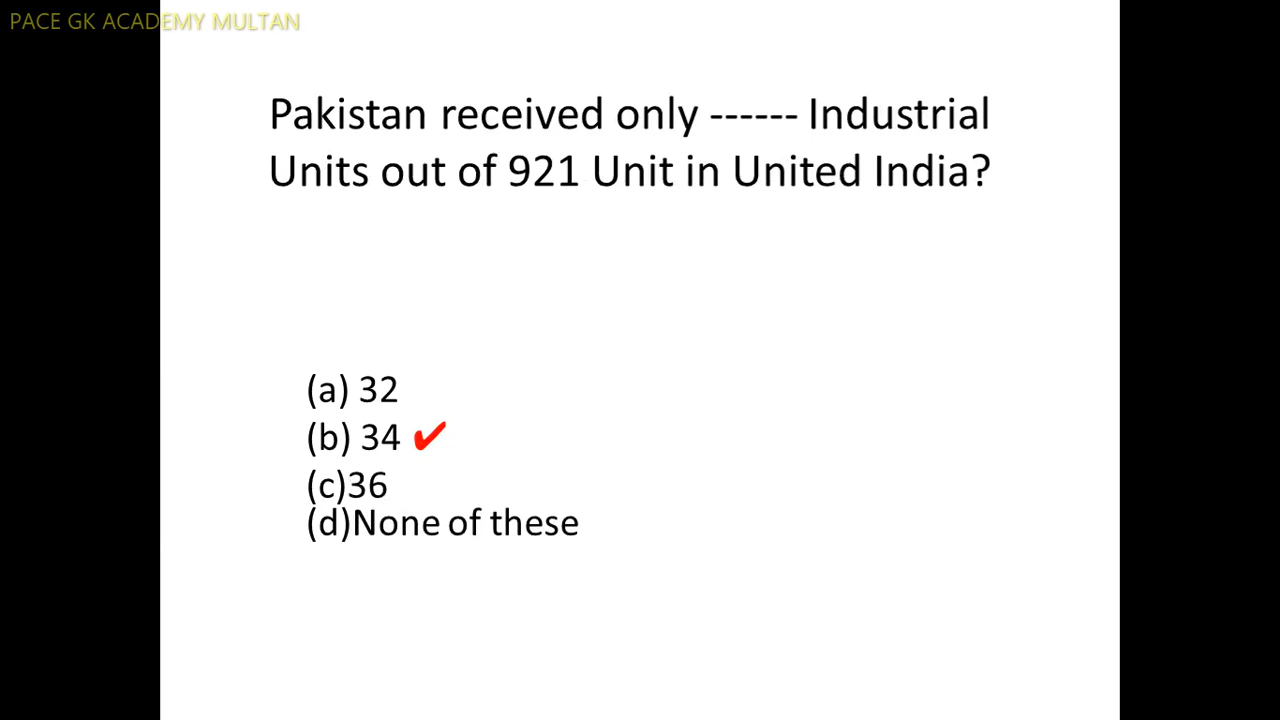 PACE GK ACADEMY MULTAN
Pakistan received only ------ Industrial
Units out of 921 Unit in United India?
(a) 32
(b) 34 ✔
(c)36
(d)None of these